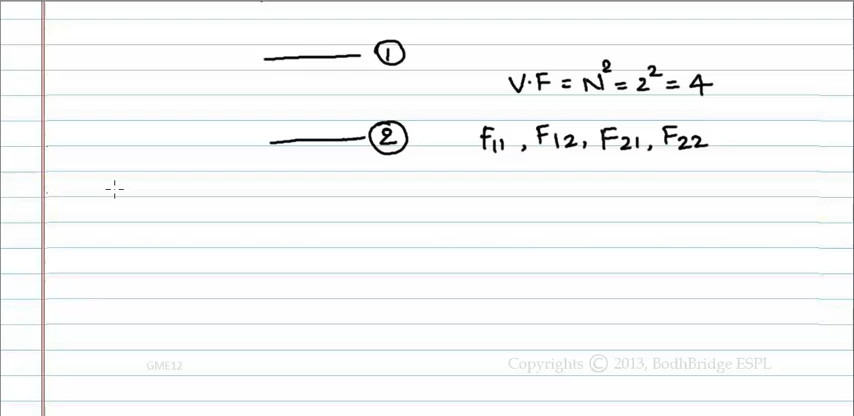 ①
V.F = N² = 2² = 4
②
F11, F12, F21, F22
GME12
Copyrights © 2013, BodhBridge ESPL